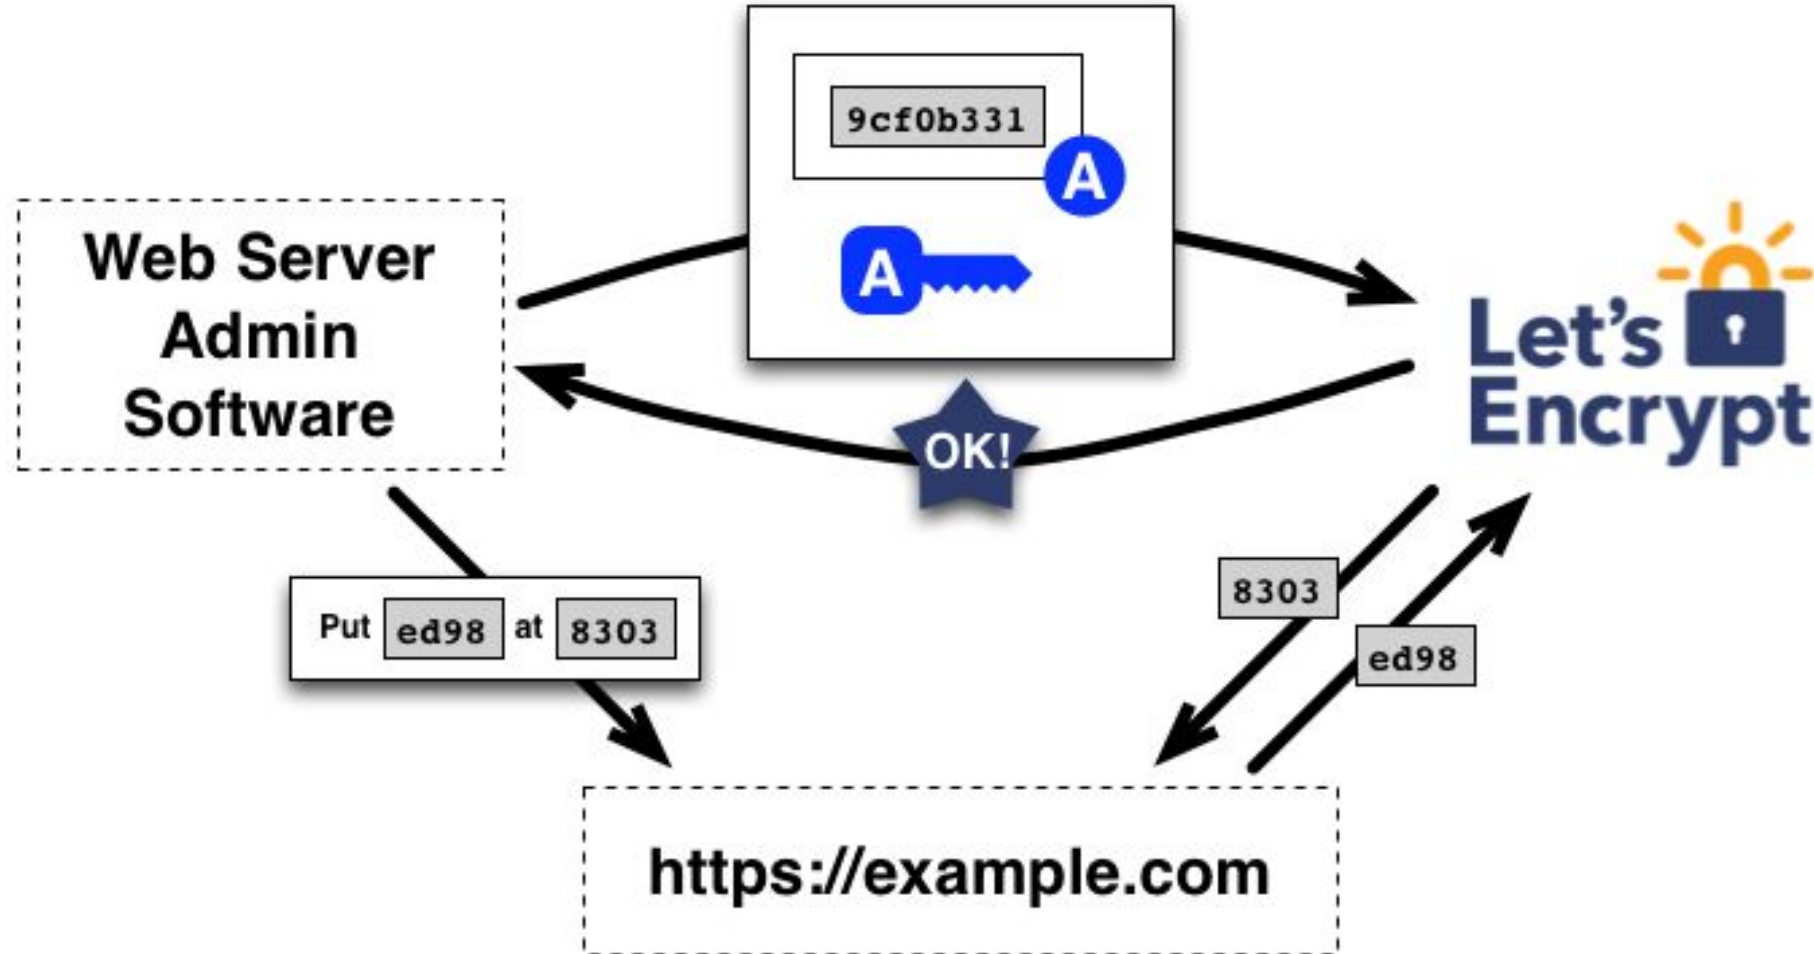 9cf0b331
A
A
Web Server
Admin
Software
Let's
Encrypt
OK!
Put ed98 at 8303
8303
ed98
https://example.com